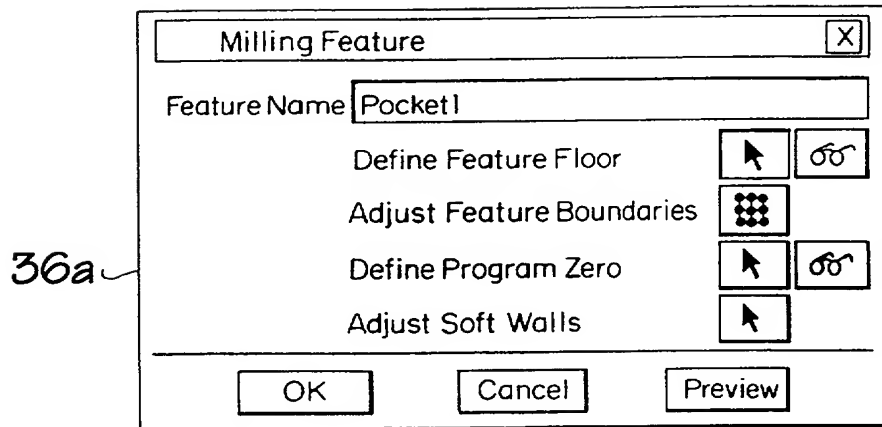 Milling Feature X
Feature Name Pocket1
Define Feature Floor
Adjust Feature Boundaries
36a
Define Program Zero
Adjust Soft Walls
OK Cancel Preview